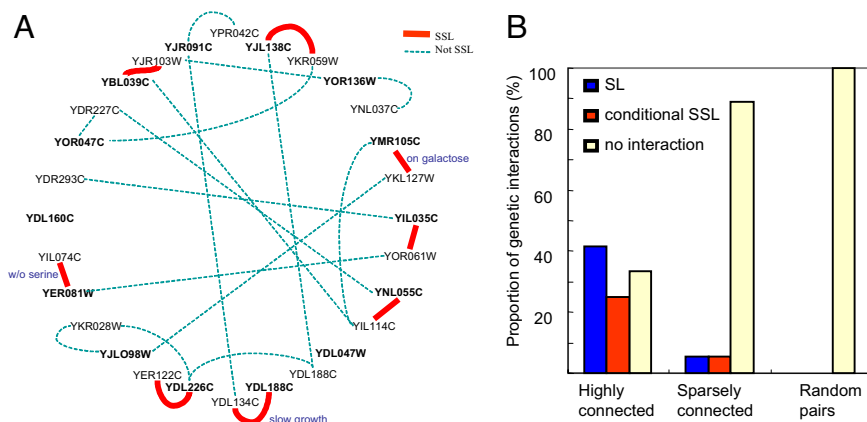 A
YPR042C
YJR091C
YJL138C
SSL
Not SSL
YJR103W
YKR059W
YBL039C
YOR136W
YDR227C
YNL037C
YOR047C
YMR105C
on galactose
YKL127W
YDR293C
YDL160C
YIL035C
YIL074C
YOR061W
w/o serine
YER081W
YNL055C
YKR028W
YIL114C
YJLO98W
YDL047W
YER122C
YDL188C
YDL226C
YDL188C
YDL134C
slow growth
B
Proportion of genetic interactions (%)
100
80
60
40
20
SL
conditional SSL
no interaction
Highly
connected
Sparsely
connected
Random
pairs